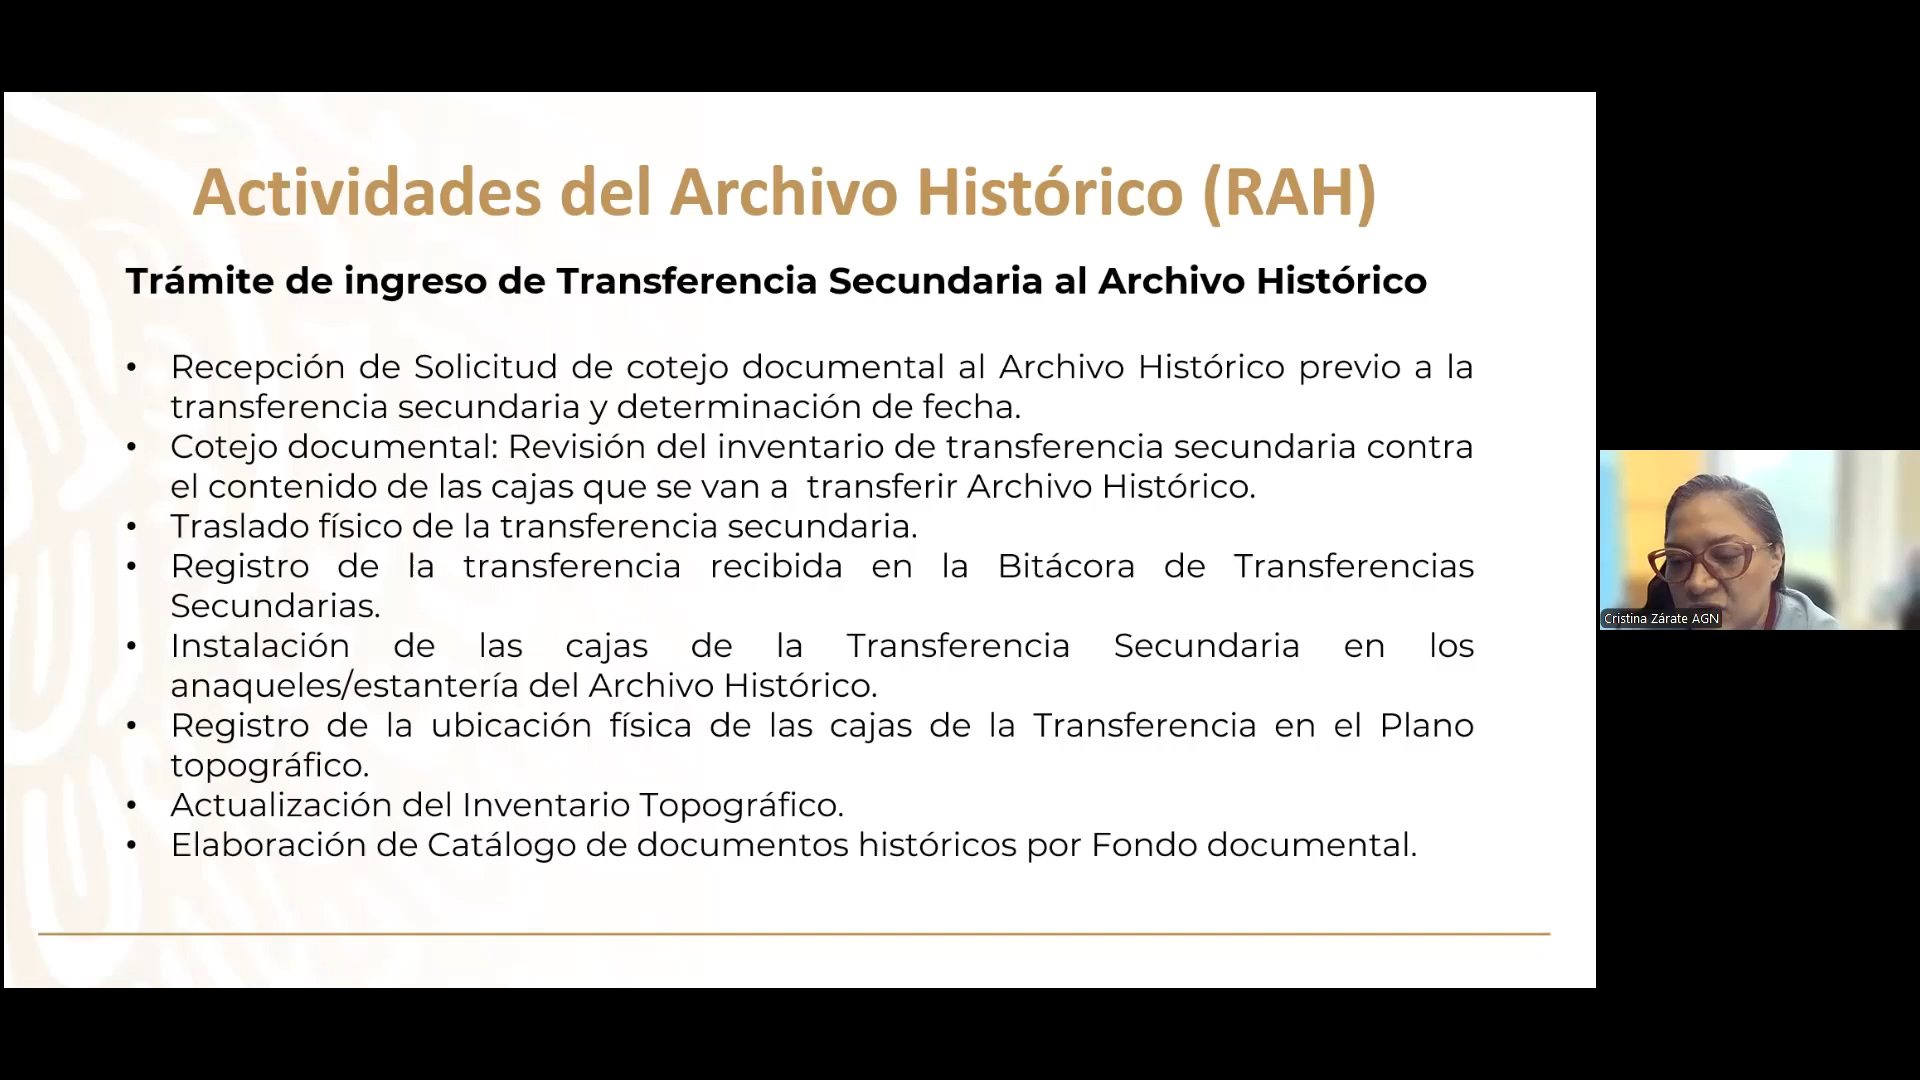 Actividades del Archivo Histórico (RAH)
Trámite de ingreso de Transferencia Secundaria al Archivo Histórico
• Recepción de Solicitud de cotejo documental al Archivo Histórico previo a la
transferencia secundaria y determinación de fecha.
• Cotejo documental: Revisión del inventario de transferencia secundaria contra
el contenido de las cajas que se van a  transferir Archivo Histórico.
• Traslado físico de la transferencia secundaria.
• Registro de la transferencia recibida en la Bitácora de Transferencias
Secundarias.
• Instalación de las cajas de la Transferencia Secundaria en los
anaqueles/estantería del Archivo Histórico.
• Registro de la ubicación física de las cajas de la Transferencia en el Plano
topográfico.
• Actualización del Inventario Topográfico.
• Elaboración de Catálogo de documentos históricos por Fondo documental.
Cristina Zárate AGN